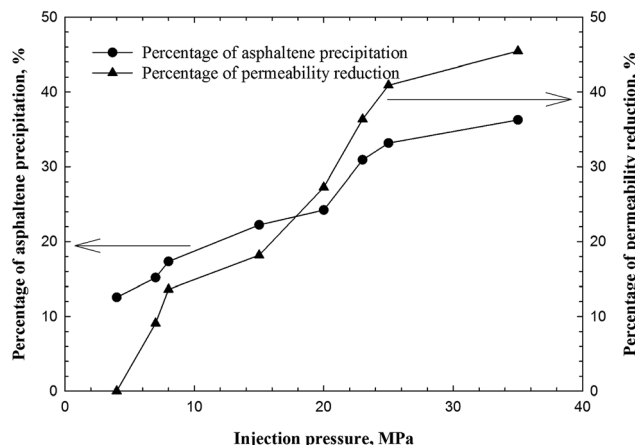 Percentage of asphaltene precipitation, %
50
40
30
20
10
0
Percentage of asphaltene precipitation
Percentage of permeability reduction
50
40
30
20
10
0
Percentage of permeability reduction, %
0 10 20 30 40
Injection pressure, MPa